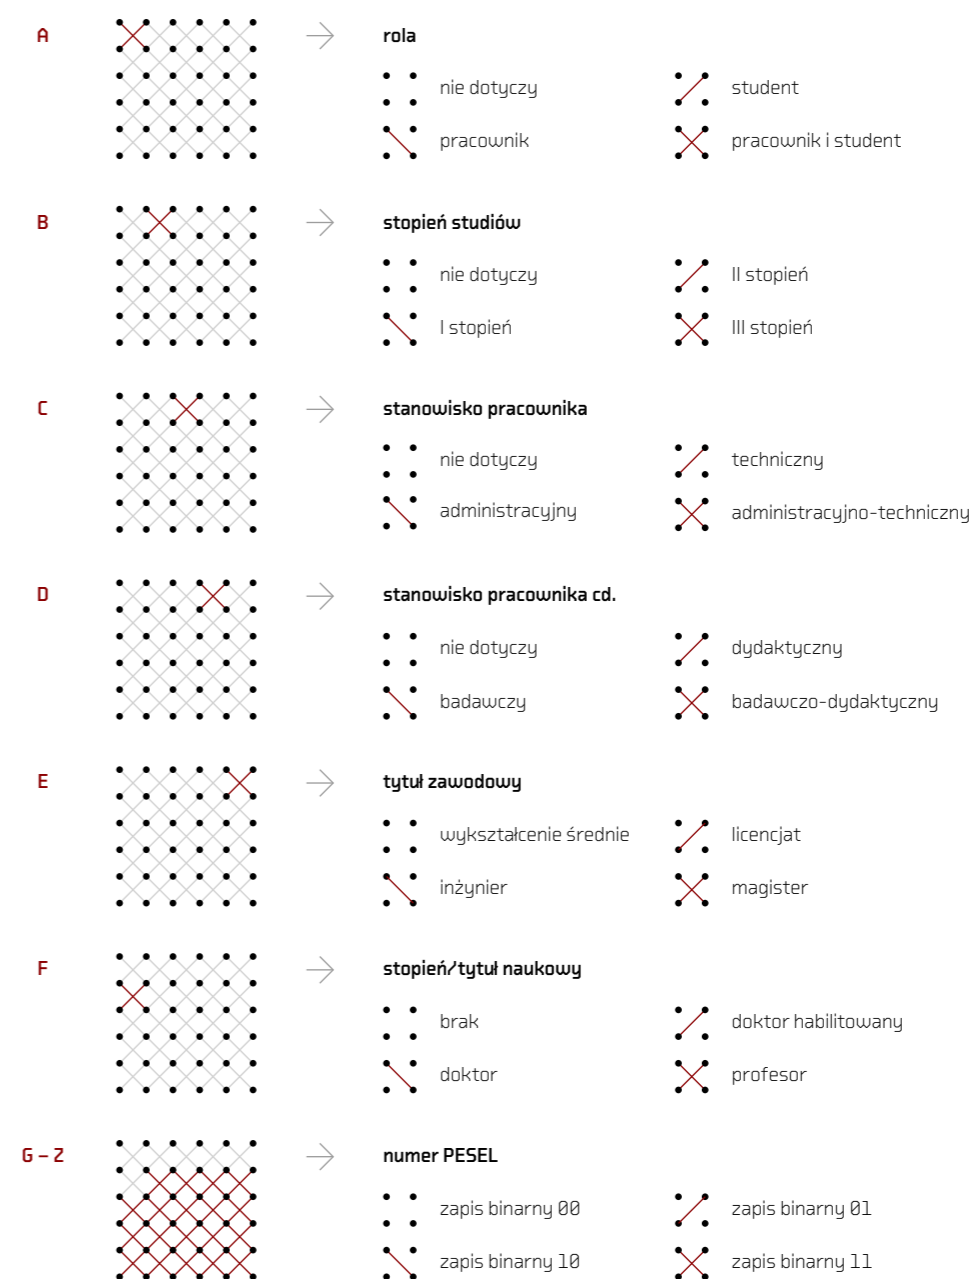 A → rola
nie dotyczy student
pracownik pracownik i student
B → stopień studiów
nie dotyczy II stopień
I stopień III stopień
C → stanowisko pracownika
nie dotyczy techniczny
administracyjny administracyjno-techniczny
D → stanowisko pracownika cd.
nie dotyczy dydaktyczny
badawczy badawczo-dydaktyczny
E → tytuł zawodowy
wykształcenie średnie licencjat
inżynier magister
F → stopień/tytuł naukowy
brak doktor habilitowany
doktor profesor
G – Z → numer PESEL
zapis binarny 00 zapis binarny 01
zapis binarny 10 zapis binarny 11